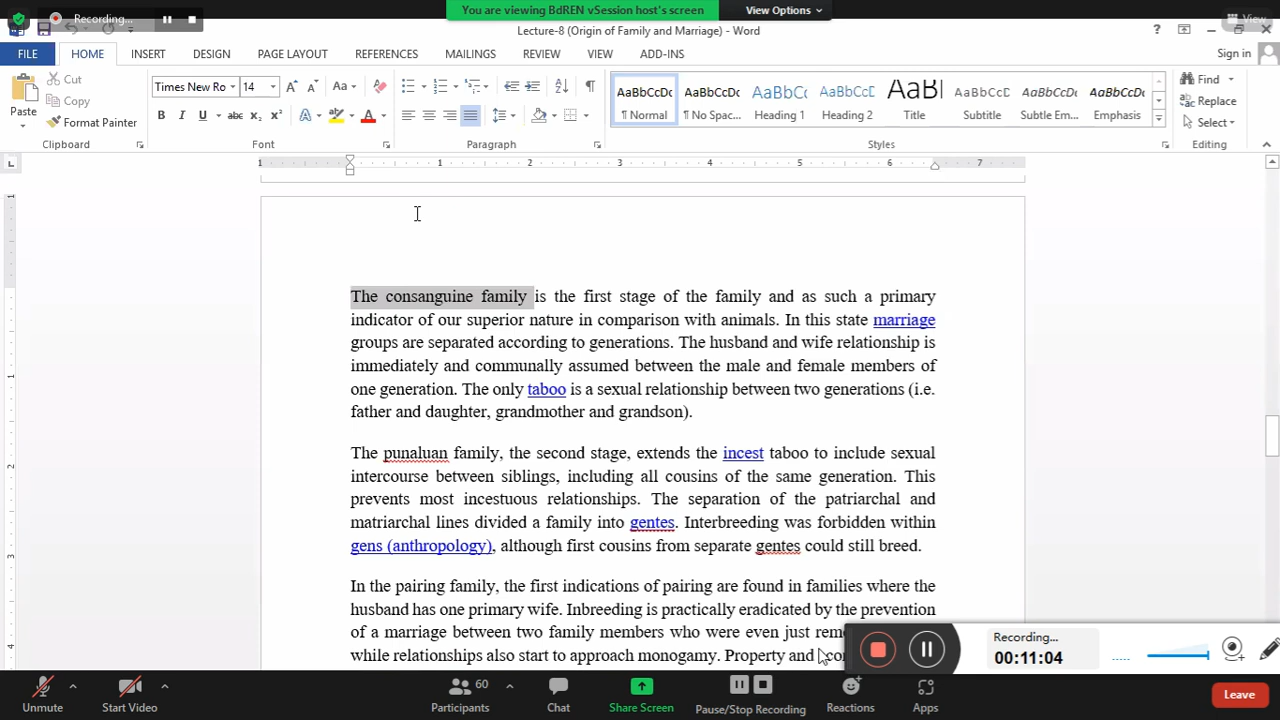 Recording...
You are viewing BdREN vSession host's screen
View Options
View
Lecture-8 (Origin of Family and Marriage) - Word
FILE
HOME
INSERT
DESIGN
PAGE LAYOUT
REFERENCES
MAILINGS
REVIEW
VIEW
ADD-INS
Sign in
Paste
Cut
Copy
Format Painter
Clipboard
Times New Ro
14
Font
Paragraph
AaBbCcDc
¶ Normal
AaBbCcDc
¶ No Spac...
AaBbCc
Heading 1
AaBbCcD
Heading 2
AaBl
Title
AaBbCcD
Subtitle
AaBbCcDc
Subtle Em...
AaBbCcDc
Emphasis
Styles
Find
Replace
Select
Editing
1 1 2 3 4 5 6 7
The consanguine family is the first stage of the family and as such a primary
indicator of our superior nature in comparison with animals. In this state marriage
groups are separated according to generations. The husband and wife relationship is
immediately and communally assumed between the male and female members of
one generation. The only taboo is a sexual relationship between two generations (i.e.
father and daughter, grandmother and grandson).
The punaluan family, the second stage, extends the incest taboo to include sexual
intercourse between siblings, including all cousins of the same generation. This
prevents most incestuous relationships. The separation of the patriarchal and
matriarchal lines divided a family into gentes. Interbreeding was forbidden within
gens (anthropology), although first cousins from separate gentes could still breed.
In the pairing family, the first indications of pairing are found in families where the
husband has one primary wife. Inbreeding is practically eradicated by the prevention
of a marriage between two family members who were even just
while relationships also start to approach monogamy. Property and
Recording...
00:11:04
Unmute
Start Video
60
Participants
Chat
Share Screen
Pause/Stop Recording
Reactions
Apps
Leave